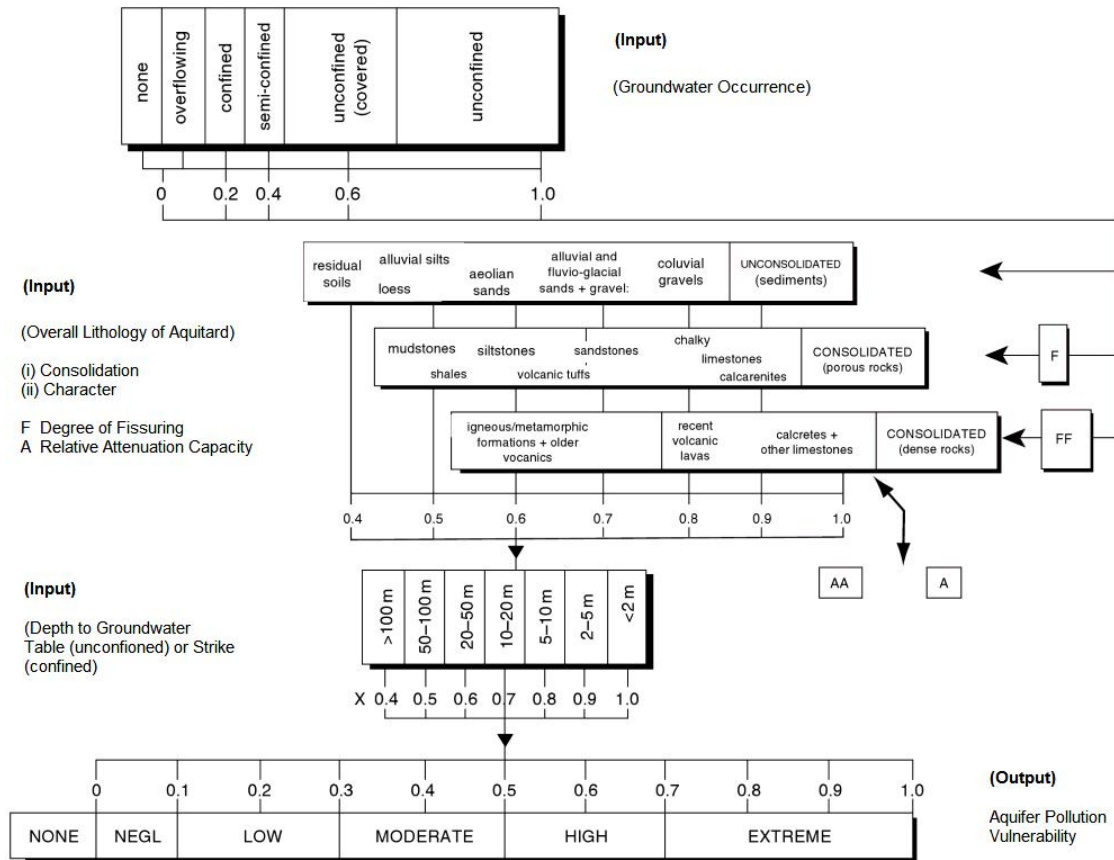 none
overflowing
confined
semi-confined
unconfined
(covered)
unconfined
(Input)
(Groundwater Occurrence)
0 0.2 0.4 0.6 1.0
(Input)
(Overall Lithology of Aquitard)
(i) Consolidation
(ii) Character
F Degree of Fissuring
A Relative Attenuation Capacity
residual
soils
alluvial silts
loess
aeolian
sands
alluvial and
fluvio-glacial
sands + gravel:
coluvial
gravels
UNCONSOLIDATED
(sediments)
mudstones
shales
siltstones
volcanic tuffs
sandstones
chalky
limestones
calcarenites
CONSOLIDATED
(porous rocks)
F
igneous/metamorphic
formations + older
vocanics
recent
volcanic
lavas
calcretes +
other limestones
CONSOLIDATED
(dense rocks)
FF
0.4 0.5 0.6 0.7 0.8 0.9 1.0
AA
A
(Input)
(Depth to Groundwater
Table (unconfioned) or Strike
(confined)
>100 m
50–100 m
20–50 m
10–20 m
5–10 m
2–5 m
<2 m
X 0.4 0.5 0.6 0.7 0.8 0.9 1.0
0 0.1 0.2 0.3 0.4 0.5 0.6 0.7 0.8 0.9 1.0
NONE NEGL LOW MODERATE HIGH EXTREME
(Output)
Aquifer Pollution
Vulnerability